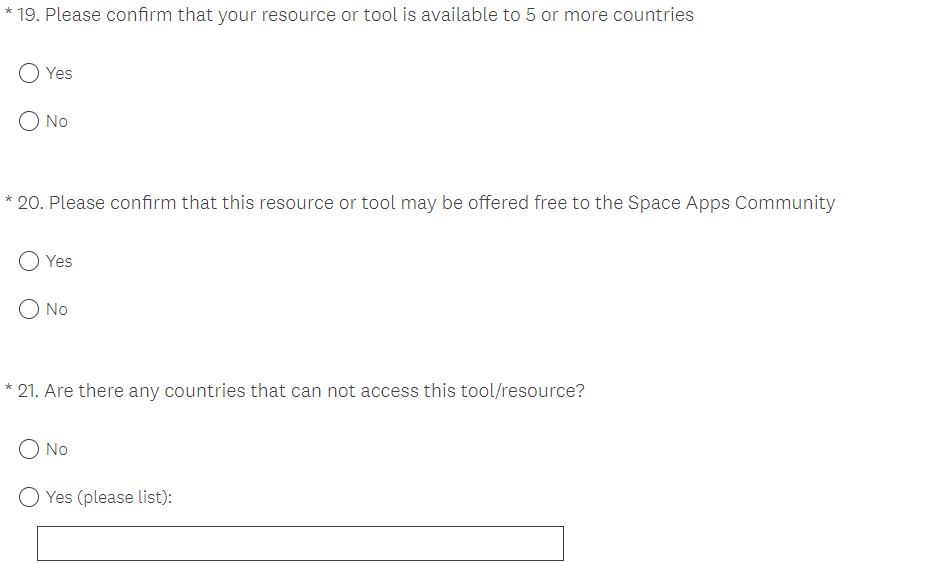 * 19. Please confirm that your resource or tool is available to 5 or more countries
Yes
No
* 20. Please confirm that this resource or tool may be offered free to the Space Apps Community
Yes
No
* 21. Are there any countries that can not access this tool/resource?
No
Yes (please list):